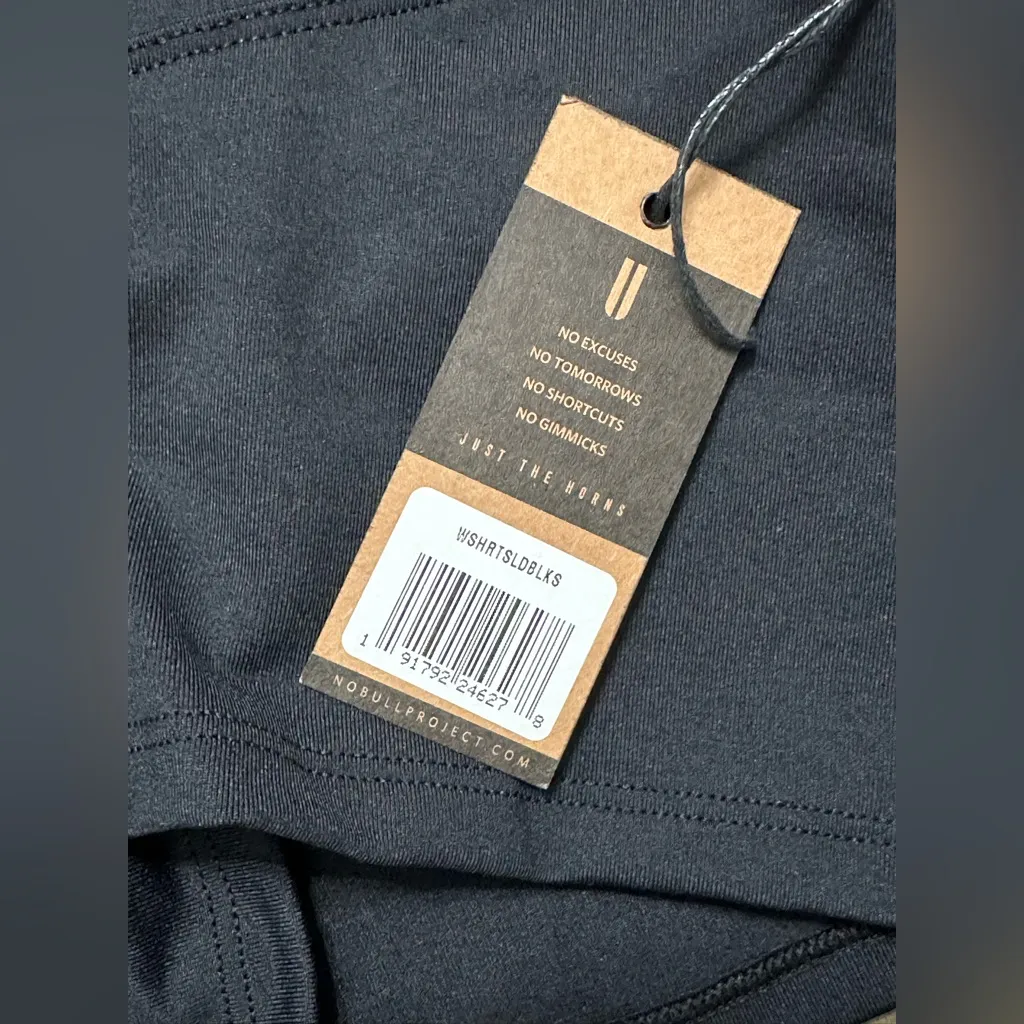 NO EXCUSES
NO TOMORROWS
NO SHORTCUTS
NO GIMMICKS
JUST THE HORNS
WSHRTSLDBLKS
1 91792 24627 8
NOBULLPROJECT.COM